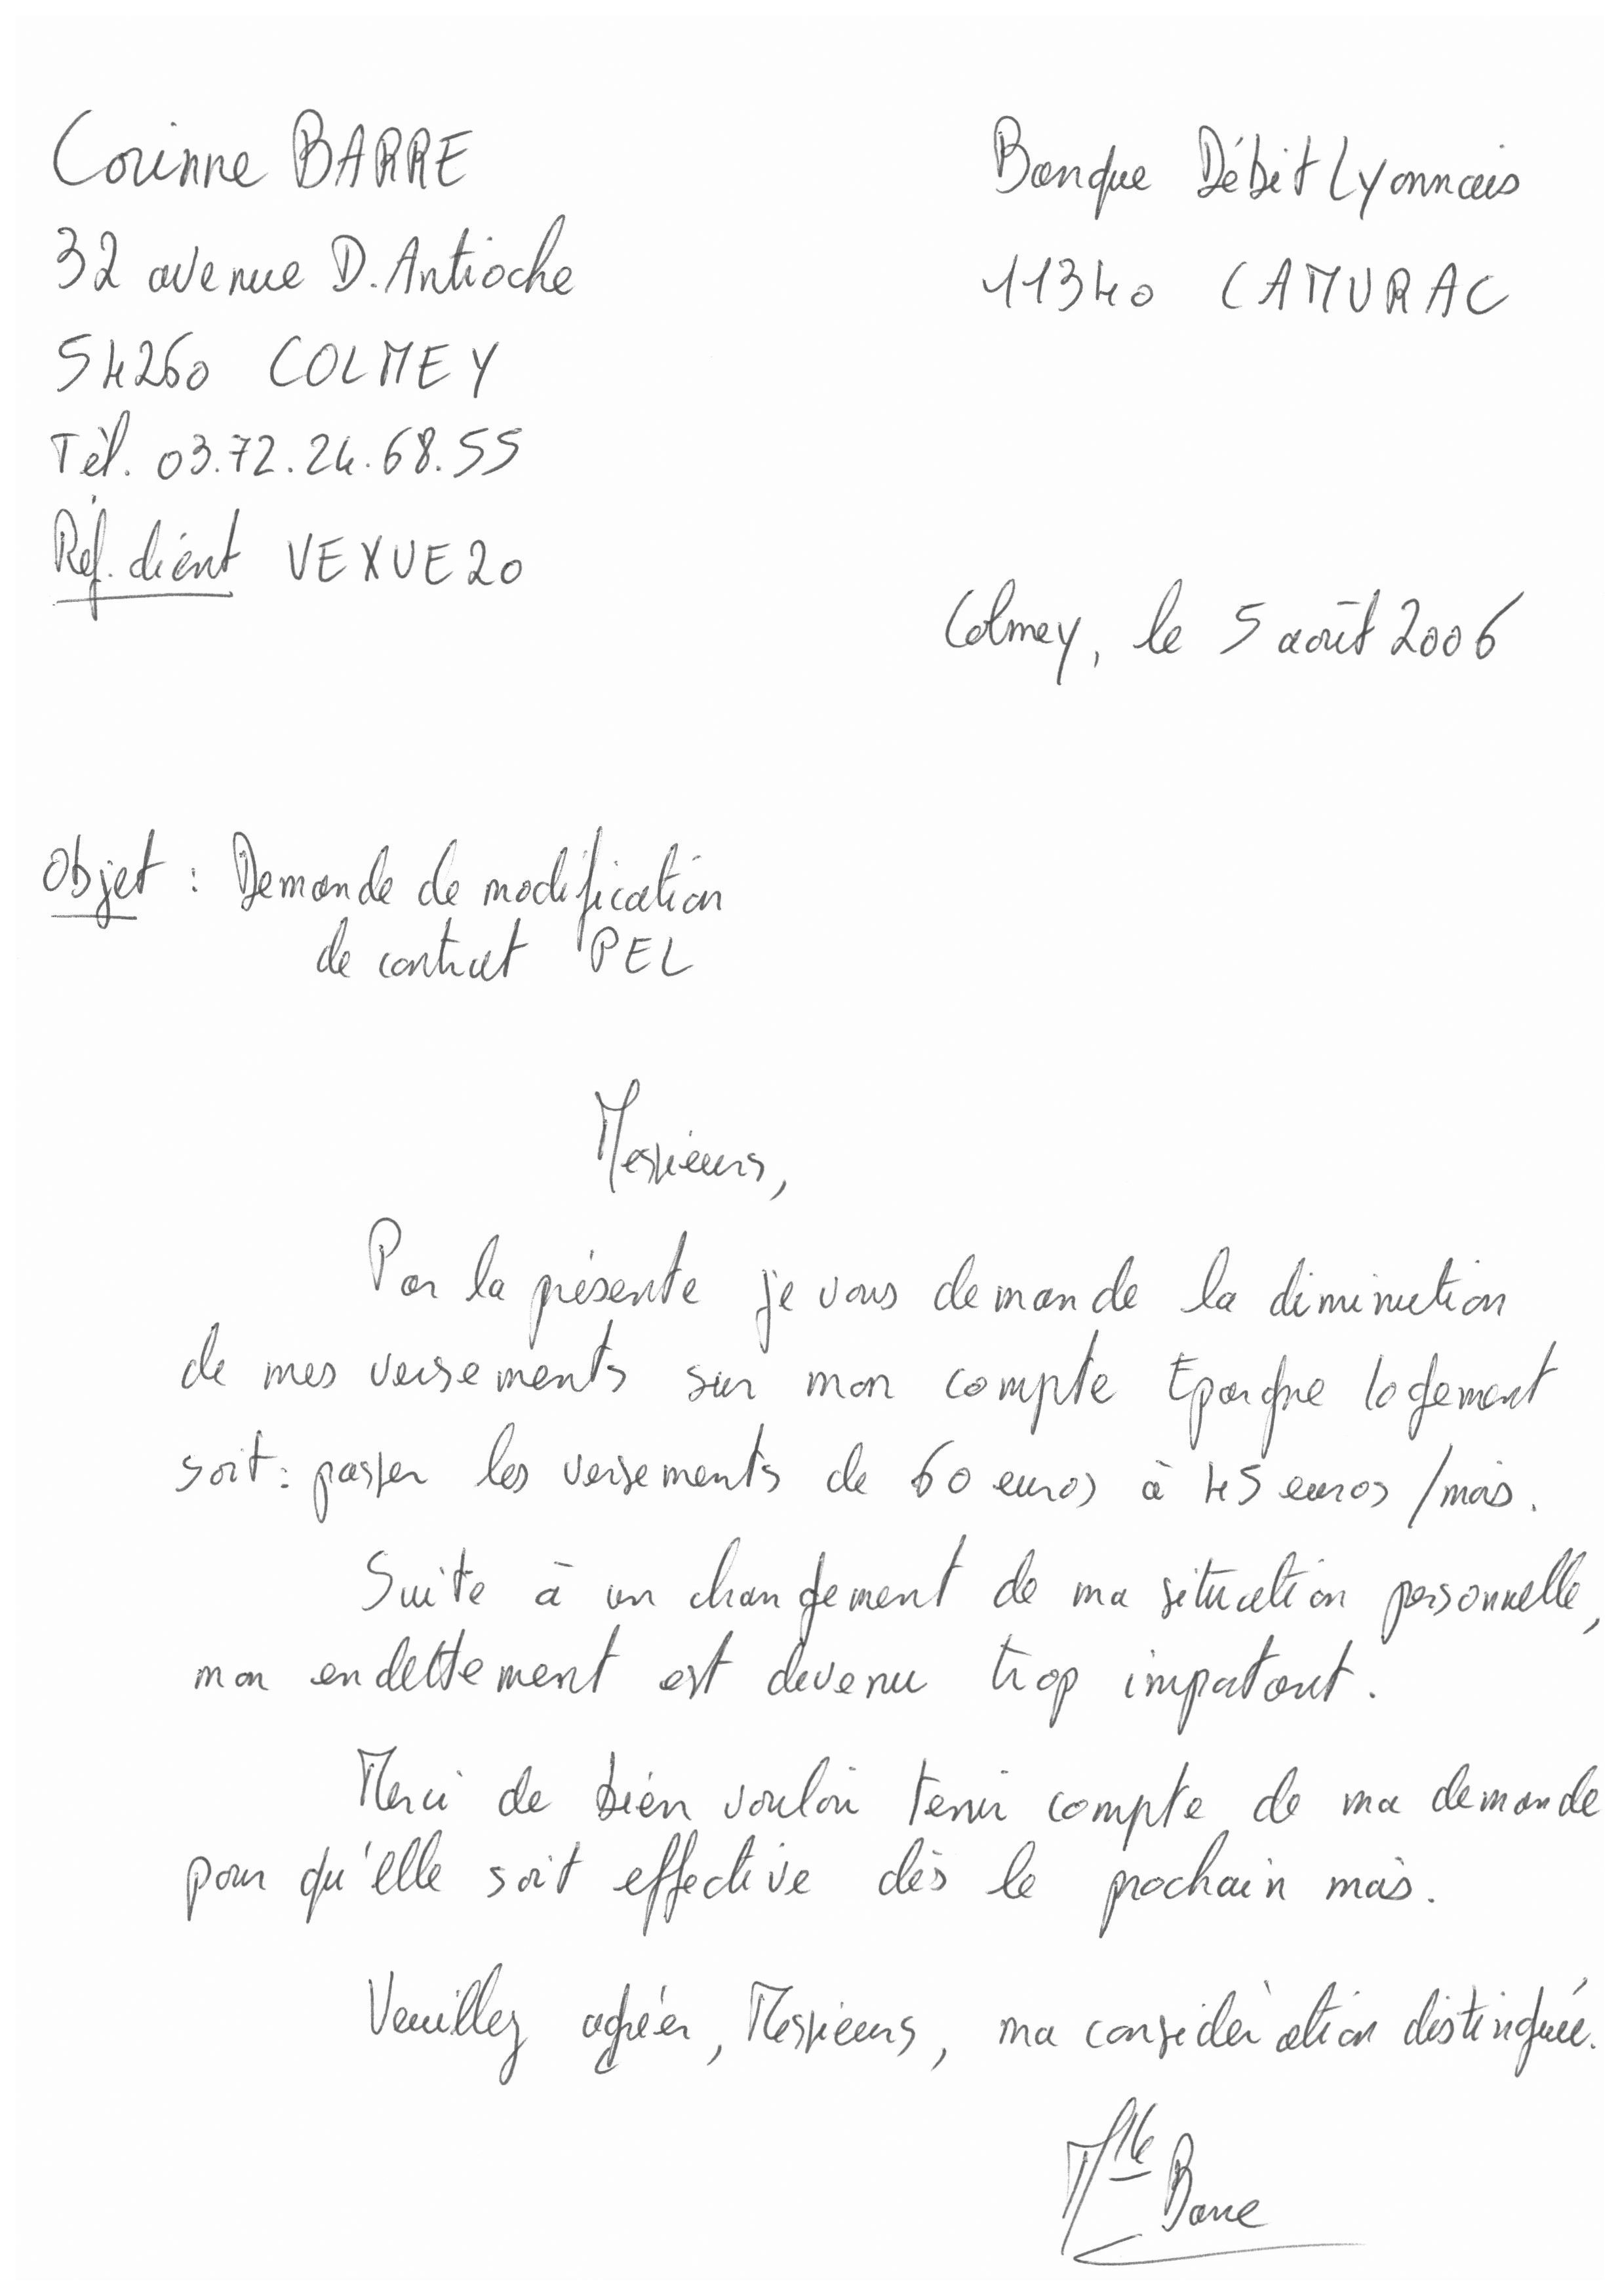 Corinne BARRE
32 avenue D. Antioche
54260 COLMEY
Tèl. 03.72.24.68.55
Réf. client VEXUE20
Banque Débit Lyonnais
11340 CAMURAC
Colmey, le 5 août 2006
Objet : Demande de modification
de contrat PEL
Messieurs,
Par la présente je vous demande la diminution
de mes versements sur mon compte Epargne logement
soit : passer les versements de 60 euros à 45 euros /mois.
Suite à un changement de ma situation personnelle,
mon endettement est devenu trop important.
Merci de bien vouloir tenir compte de ma demande
pour qu'elle soit effective dès le prochain mois.
Veuillez agréer, Messieurs, ma considération distinguée.
Mlle Barre